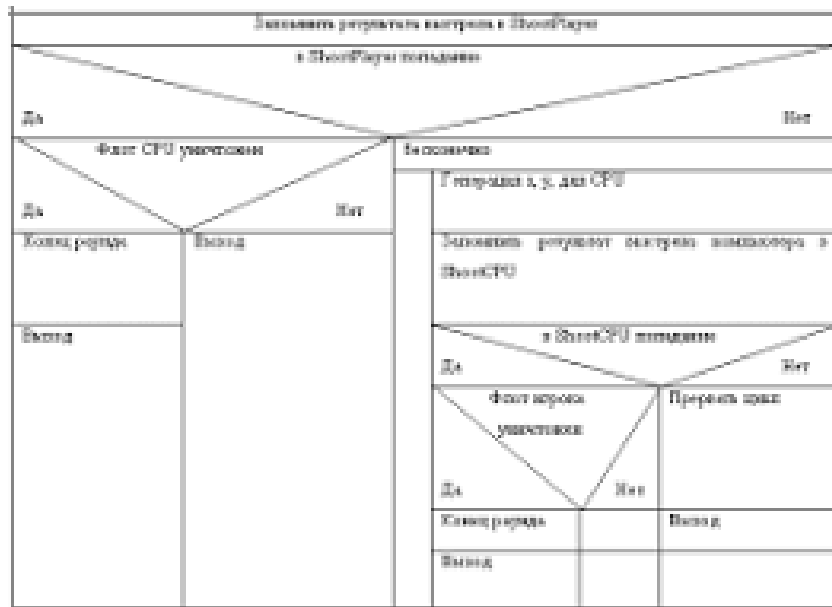 Запомнить результата выстрела в ShootPlayer
в ShootPlayer попадание
Да
Нет
Флот CPU уничтожен
Да
Нет
Конец раунда
Выход
Выход
Бесконечно
Генерация x, y, для CPU
Запомнить результат выстрела компьютера в
ShootCPU
в ShootCPU попадание
Да
Нет
Флот игрока
уничтожен
Да
Нет
Прервать цикл
Конец раунда
Выход
Выход